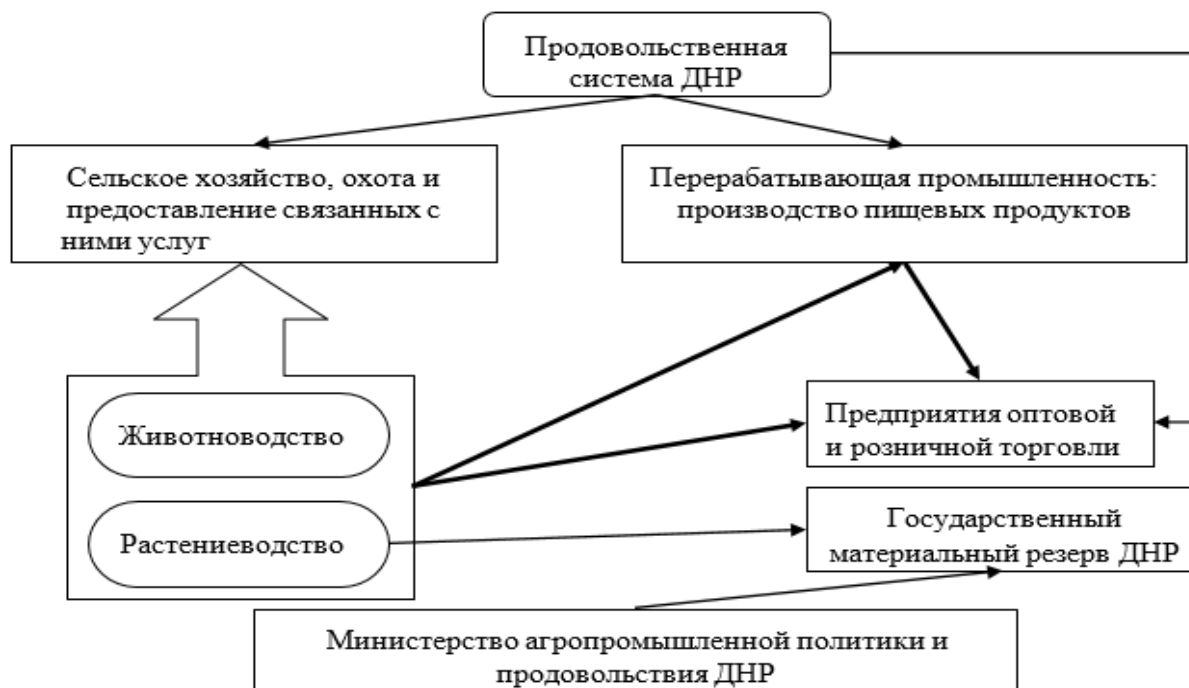 Продовольственная
система ДНР
Сельское хозяйство, охота и
предоставление связанных с
ними услуг
Перерабатывающая промышленность:
производство пищевых продуктов
Животноводство
Растениеводство
Предприятия оптовой
и розничной торговли
Государственный
материальный резерв ДНР
Министерство агропромышленной политики и
продовольствия ДНР